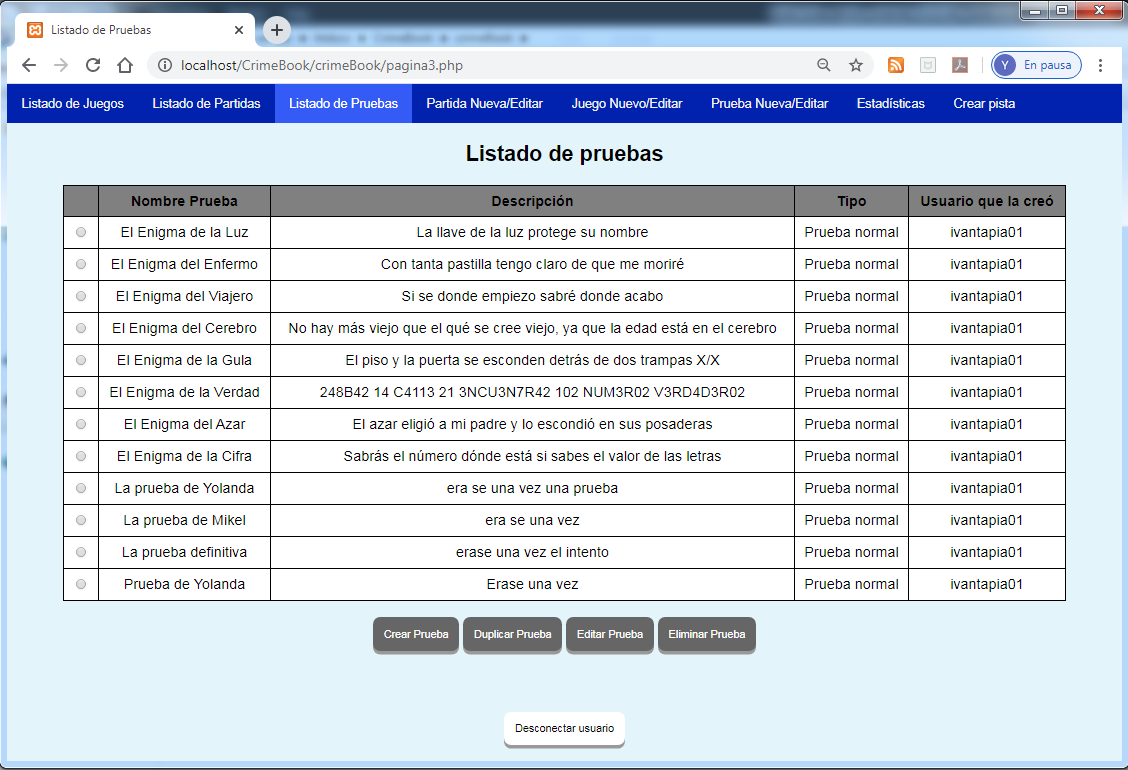 Listado de Pruebas
localhost/CrimeBook/crimeBook/pagina3.php
Y En pausa
Listado de Juegos Listado de Partidas Listado de Pruebas Partida Nueva/Editar Juego Nuevo/Editar Prueba Nueva/Editar Estadísticas Crear pista
Listado de pruebas
Nombre Prueba Descripción Tipo Usuario que la creó
El Enigma de la Luz La llave de la luz protege su nombre Prueba normal ivantapia01
El Enigma del Enfermo Con tanta pastilla tengo claro de que me moriré Prueba normal ivantapia01
El Enigma del Viajero Si se donde empiezo sabré donde acabo Prueba normal ivantapia01
El Enigma del Cerebro No hay más viejo que el qué se cree viejo, ya que la edad está en el cerebro Prueba normal ivantapia01
El Enigma de la Gula El piso y la puerta se esconden detrás de dos trampas X/X Prueba normal ivantapia01
El Enigma de la Verdad 248B42 14 C4113 21 3NCU3N7R42 102 NUM3R02 V3RD4D3R02 Prueba normal ivantapia01
El Enigma del Azar El azar eligió a mi padre y lo escondió en sus posaderas Prueba normal ivantapia01
El Enigma de la Cifra Sabrás el número dónde está si sabes el valor de las letras Prueba normal ivantapia01
La prueba de Yolanda era se una vez una prueba Prueba normal ivantapia01
La prueba de Mikel era se una vez Prueba normal ivantapia01
La prueba definitiva erase una vez el intento Prueba normal ivantapia01
Prueba de Yolanda Erase una vez Prueba normal ivantapia01
Crear Prueba Duplicar Prueba Editar Prueba Eliminar Prueba
Desconectar usuario